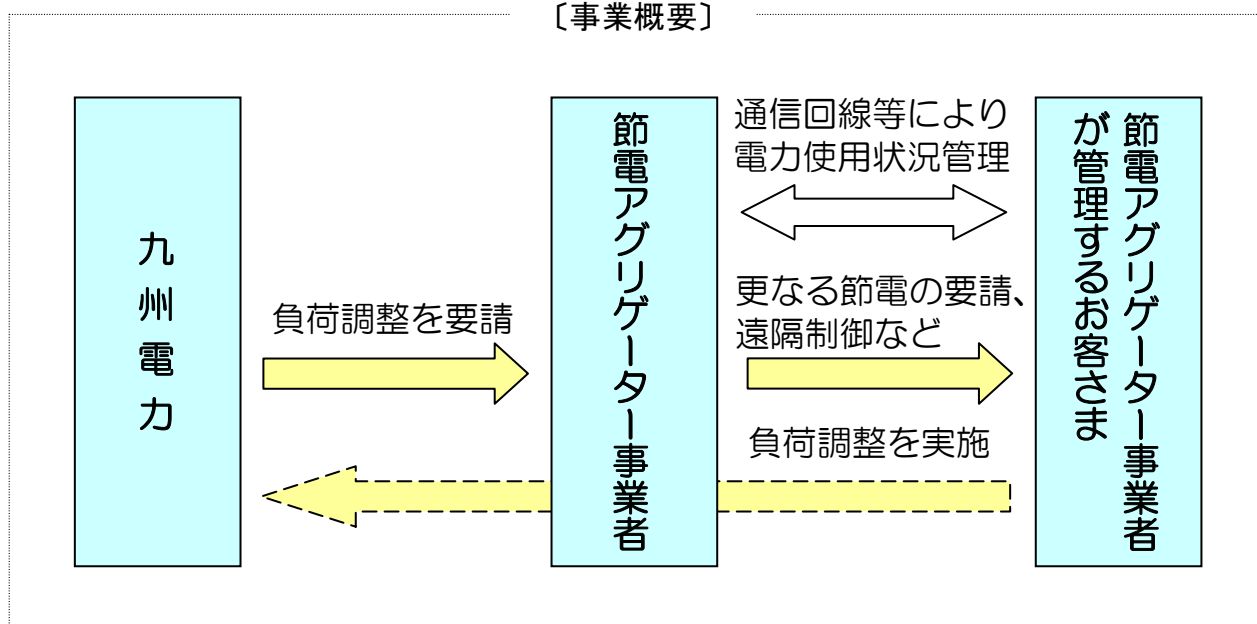 〔事業概要〕
九州電力
負荷調整を要請
節電アグリゲーター事業者
通信回線等により
電力使用状況管理
更なる節電の要請、
遠隔制御など
負荷調整を実施
節電アグリゲーター事業者
が管理するお客さま